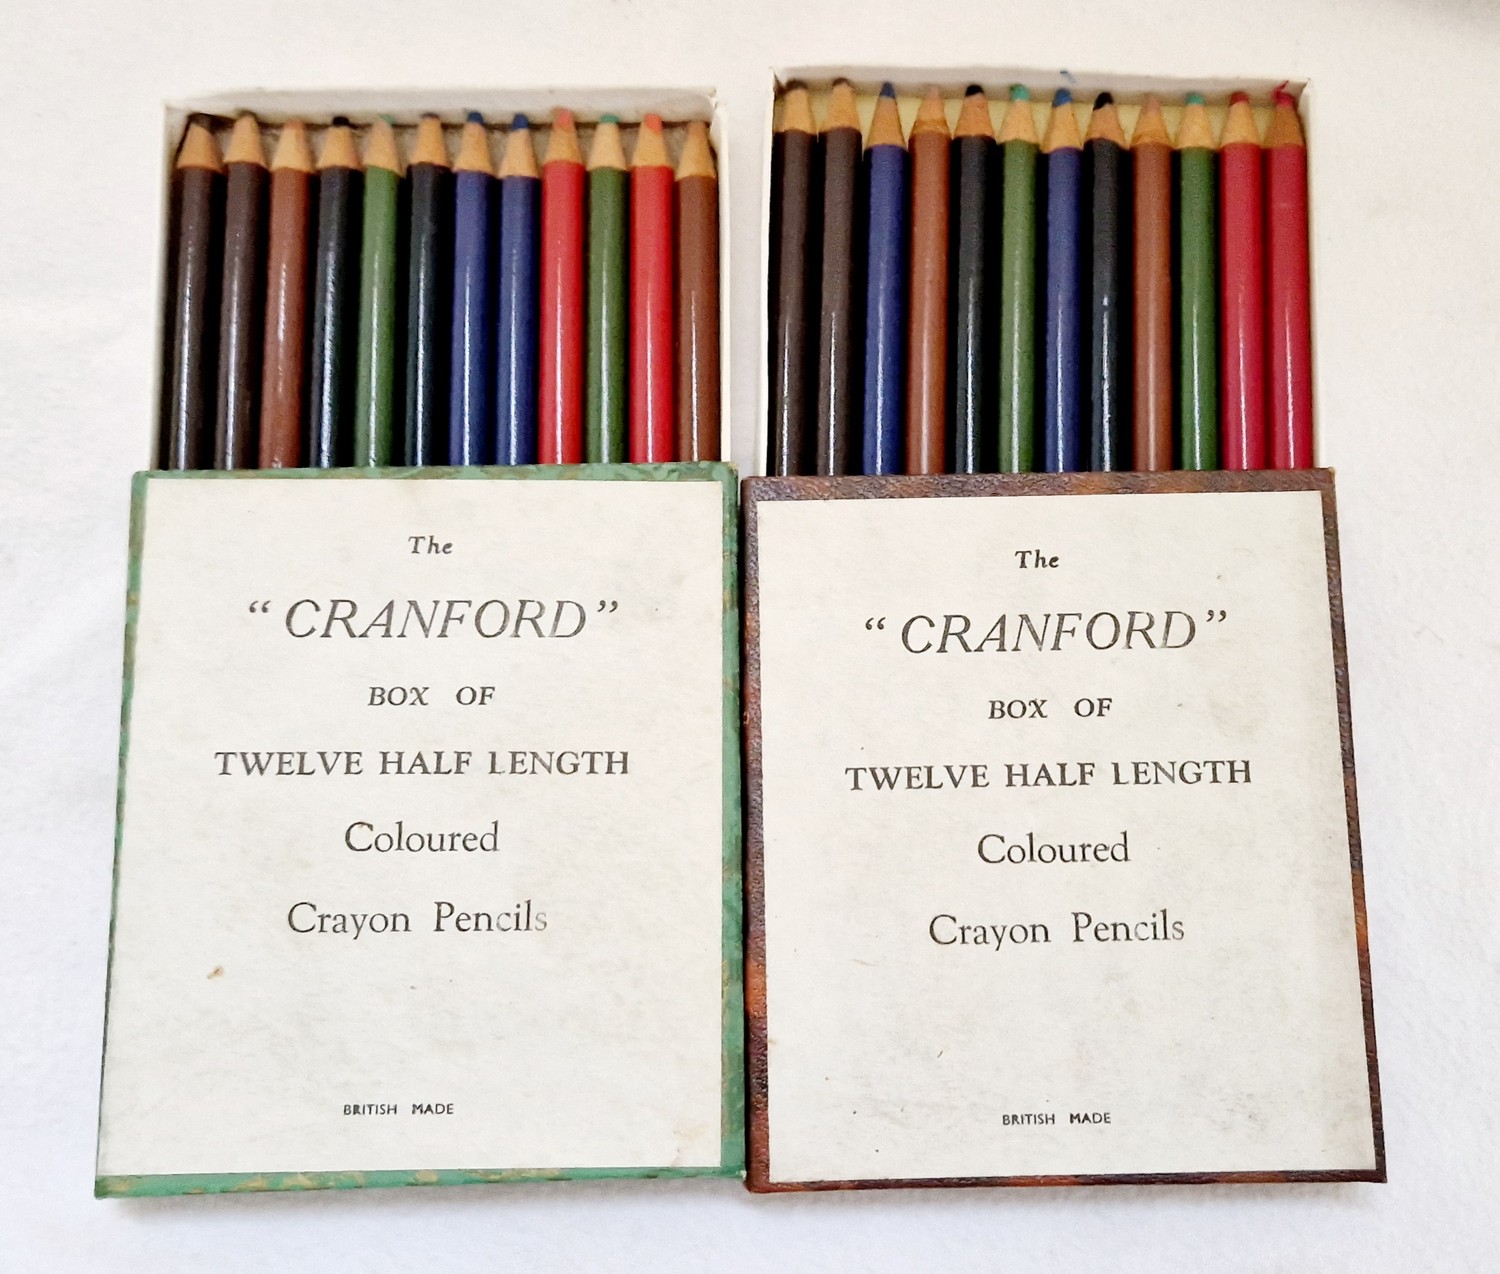 The
“CRANFORD”
BOX OF
TWELVE HALF LENGTH
Coloured
Crayon Pencils
BRITISH MADE
The
“CRANFORD”
BOX OF
TWELVE HALF LENGTH
Coloured
Crayon Pencils
BRITISH MADE